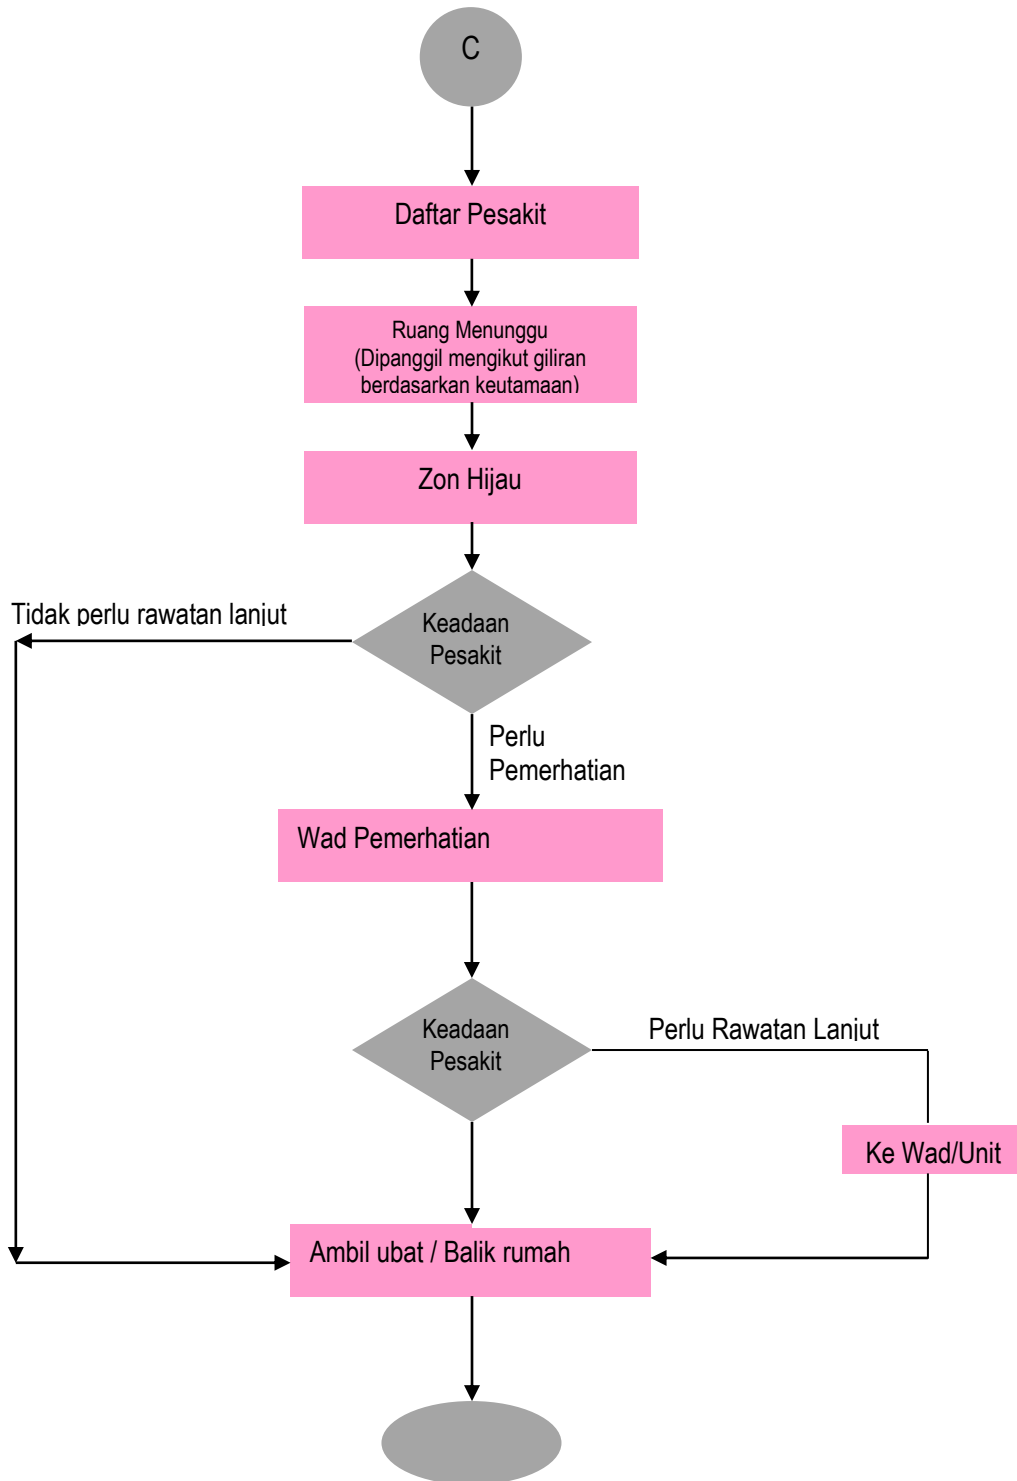 C
Daftar Pesakit
Ruang Menunggu
(Dipanggil mengikut giliran
berdasarkan keutamaan)
Zon Hijau
Tidak perlu rawatan lanjut
Keadaan
Pesakit
Perlu
Pemerhatian
Wad Pemerhatian
Keadaan
Pesakit
Perlu Rawatan Lanjut
Ke Wad/Unit
Ambil ubat / Balik rumah